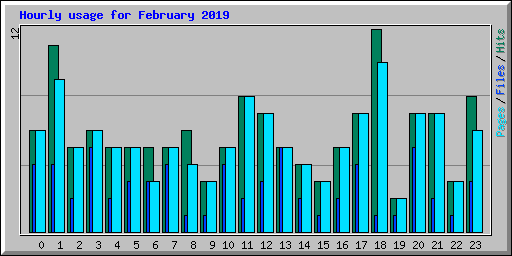 Hourly usage for February 2019
12
Pages / Files / Hits
0 1 2 3 4 5 6 7 8 9 10 11 12 13 14 15 16 17 18 19 20 21 22 23